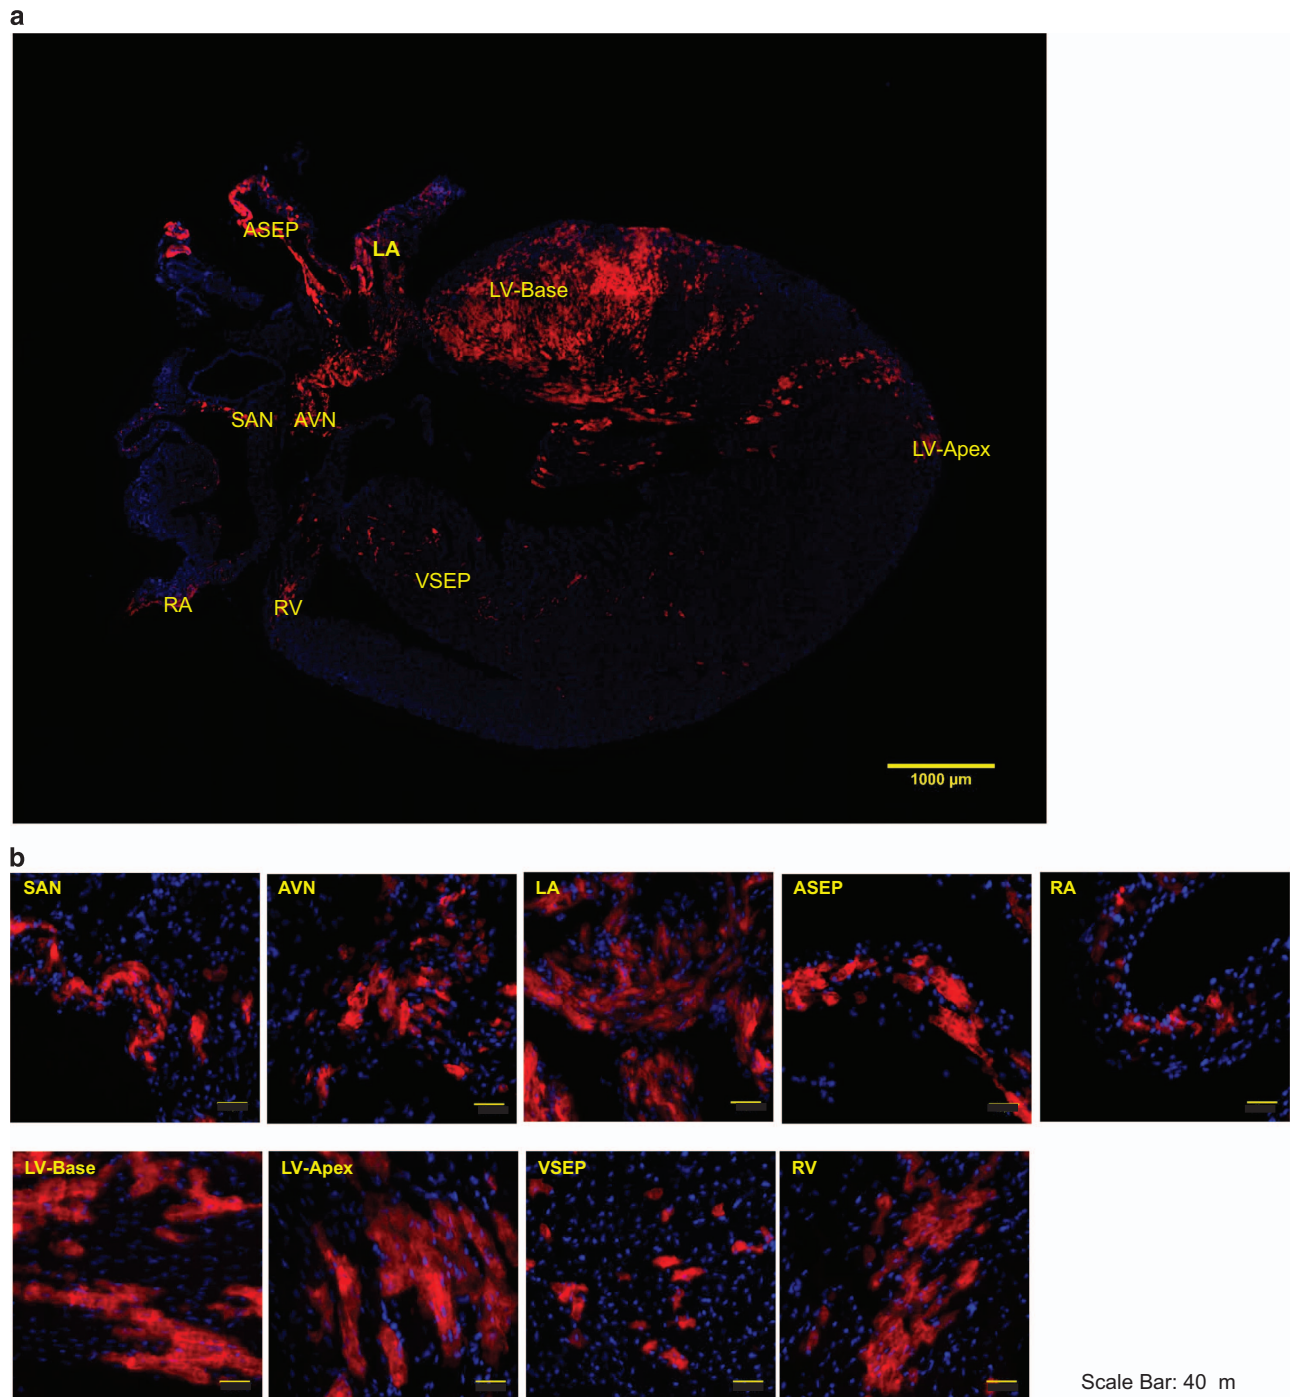 a
ASEP
LA
LV-Base
SAN
AVN
LV-Apex
VSEP
RA
RV
1000 µm
b
SAN
AVN
LA
ASEP
RA
LV-Base
LV-Apex
VSEP
RV
Scale Bar: 40 m